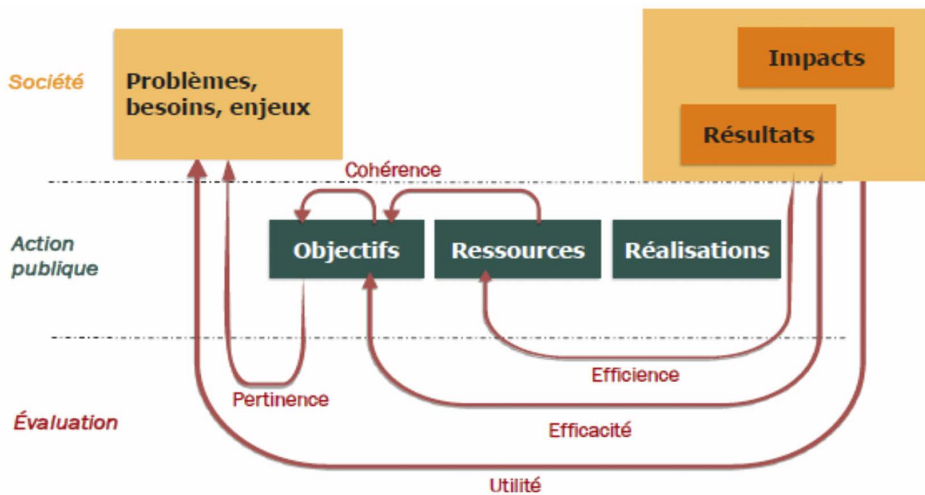 Société
Problèmes,
besoins, enjeux
Impacts
Résultats
Cohérence
Action
publique
Objectifs
Ressources
Réalisations
Efficience
Pertinence
Évaluation
Efficacité
Utilité